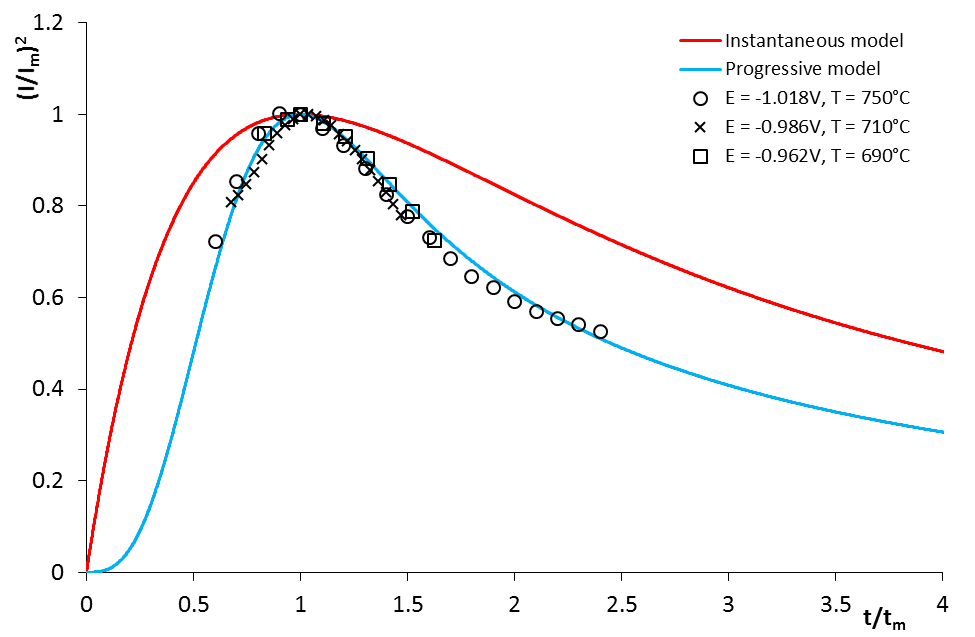 (I/Im)2
1.2
1
0.8
0.6
0.4
0.2
0
0 0.5 1 1.5 2 2.5 3 3.5 4
t/tm
Instantaneous model
Progressive model
E = -1.018V, T = 750°C
E = -0.986V, T = 710°C
E = -0.962V, T = 690°C